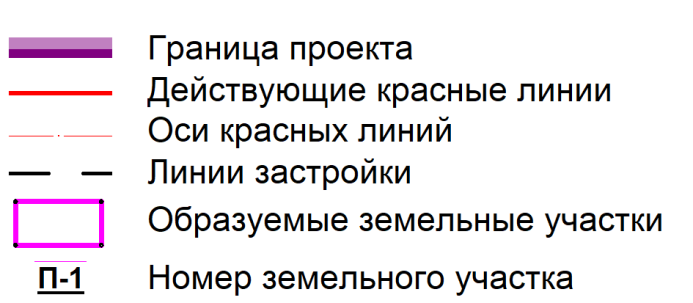 Граница проекта
Действующие красные линии
Оси красных линий
Линии застройки
Образуемые земельные участки
П-1 Номер земельного участка